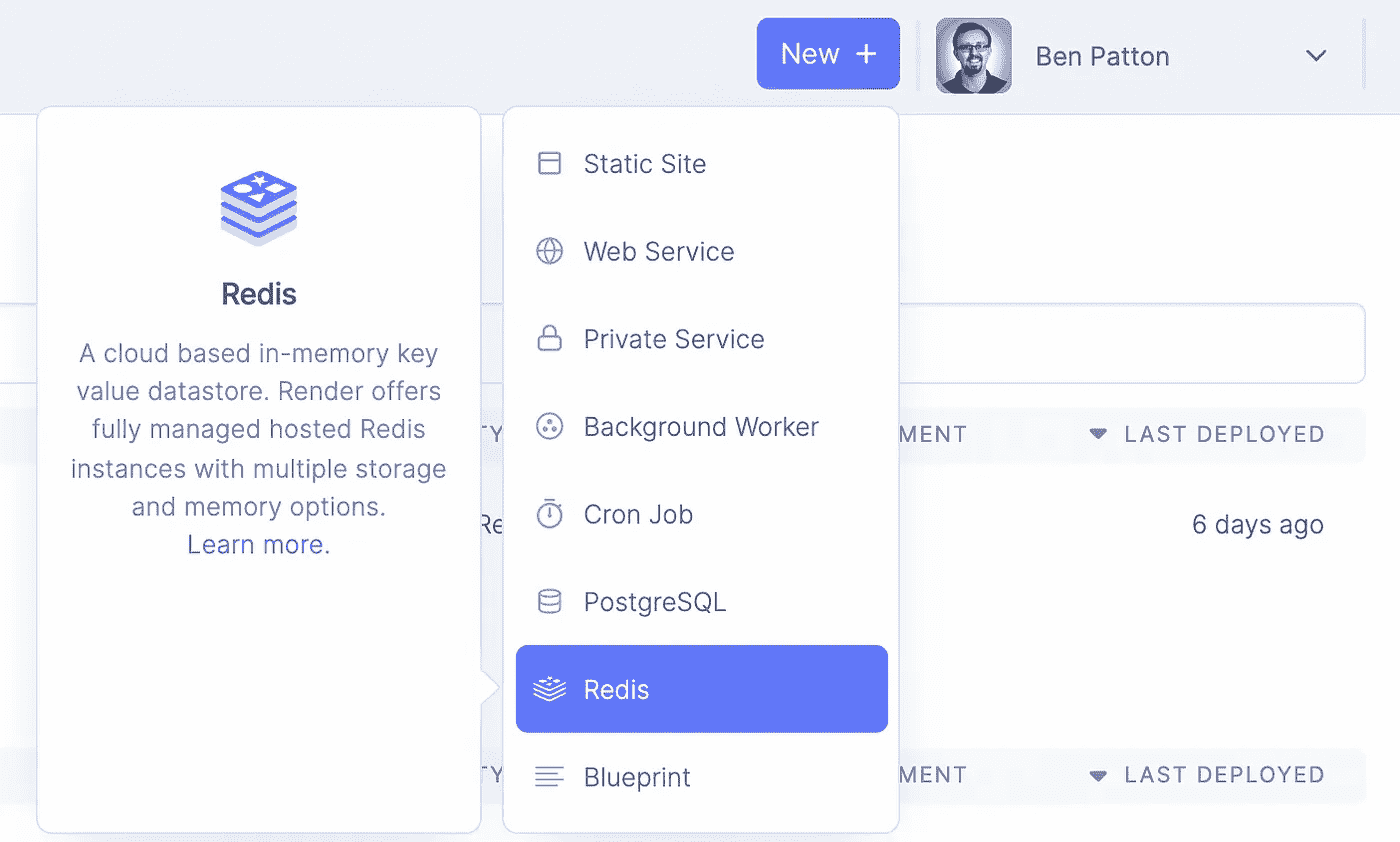 New +
Ben Patton
Redis
A cloud based in-memory key
value datastore. Render offers
fully managed hosted Redis
instances with multiple storage
and memory options.
Learn more.
Static Site
Web Service
Private Service
Background Worker
Cron Job
PostgreSQL
Redis
Blueprint
TY
MENT
LAST DEPLOYED
Re
6 days ago
TY
MENT
LAST DEPLOYED